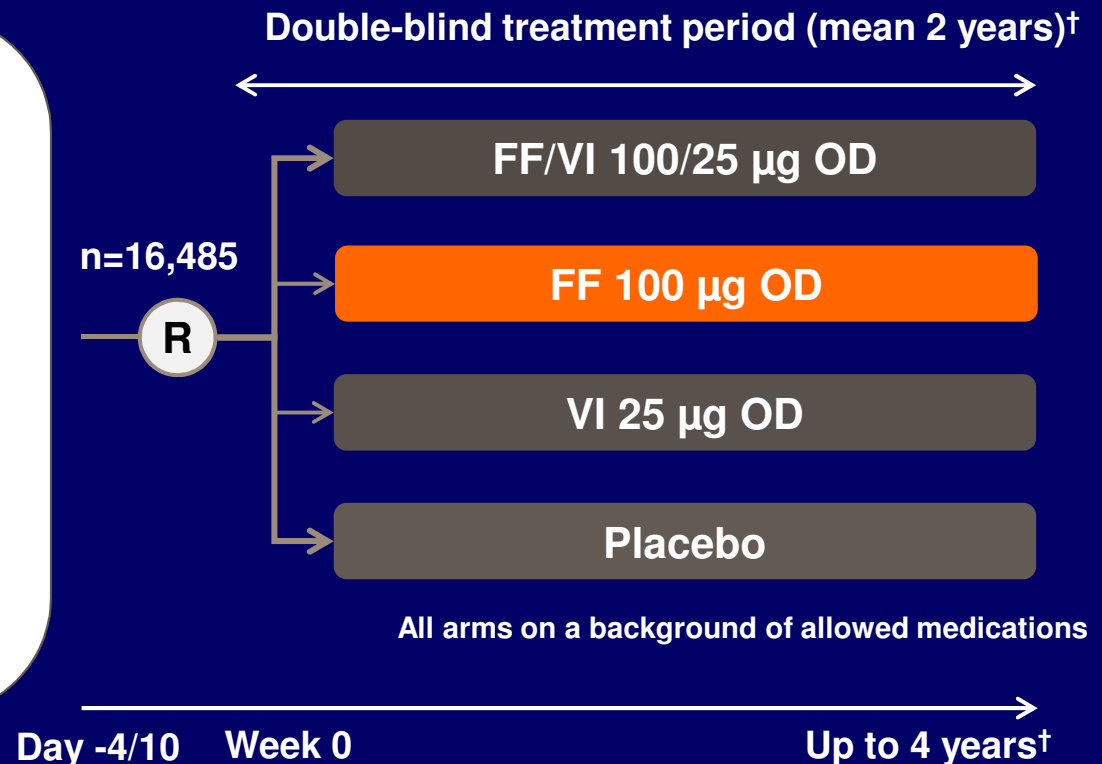 Double-blind treatment period (mean 2 years)†
FF/VI 100/25 µg OD
n=16,485
FF 100 µg OD
R
VI 25 µg OD
Placebo
All arms on a background of allowed medications
Day -4/10 Week 0 Up to 4 years†